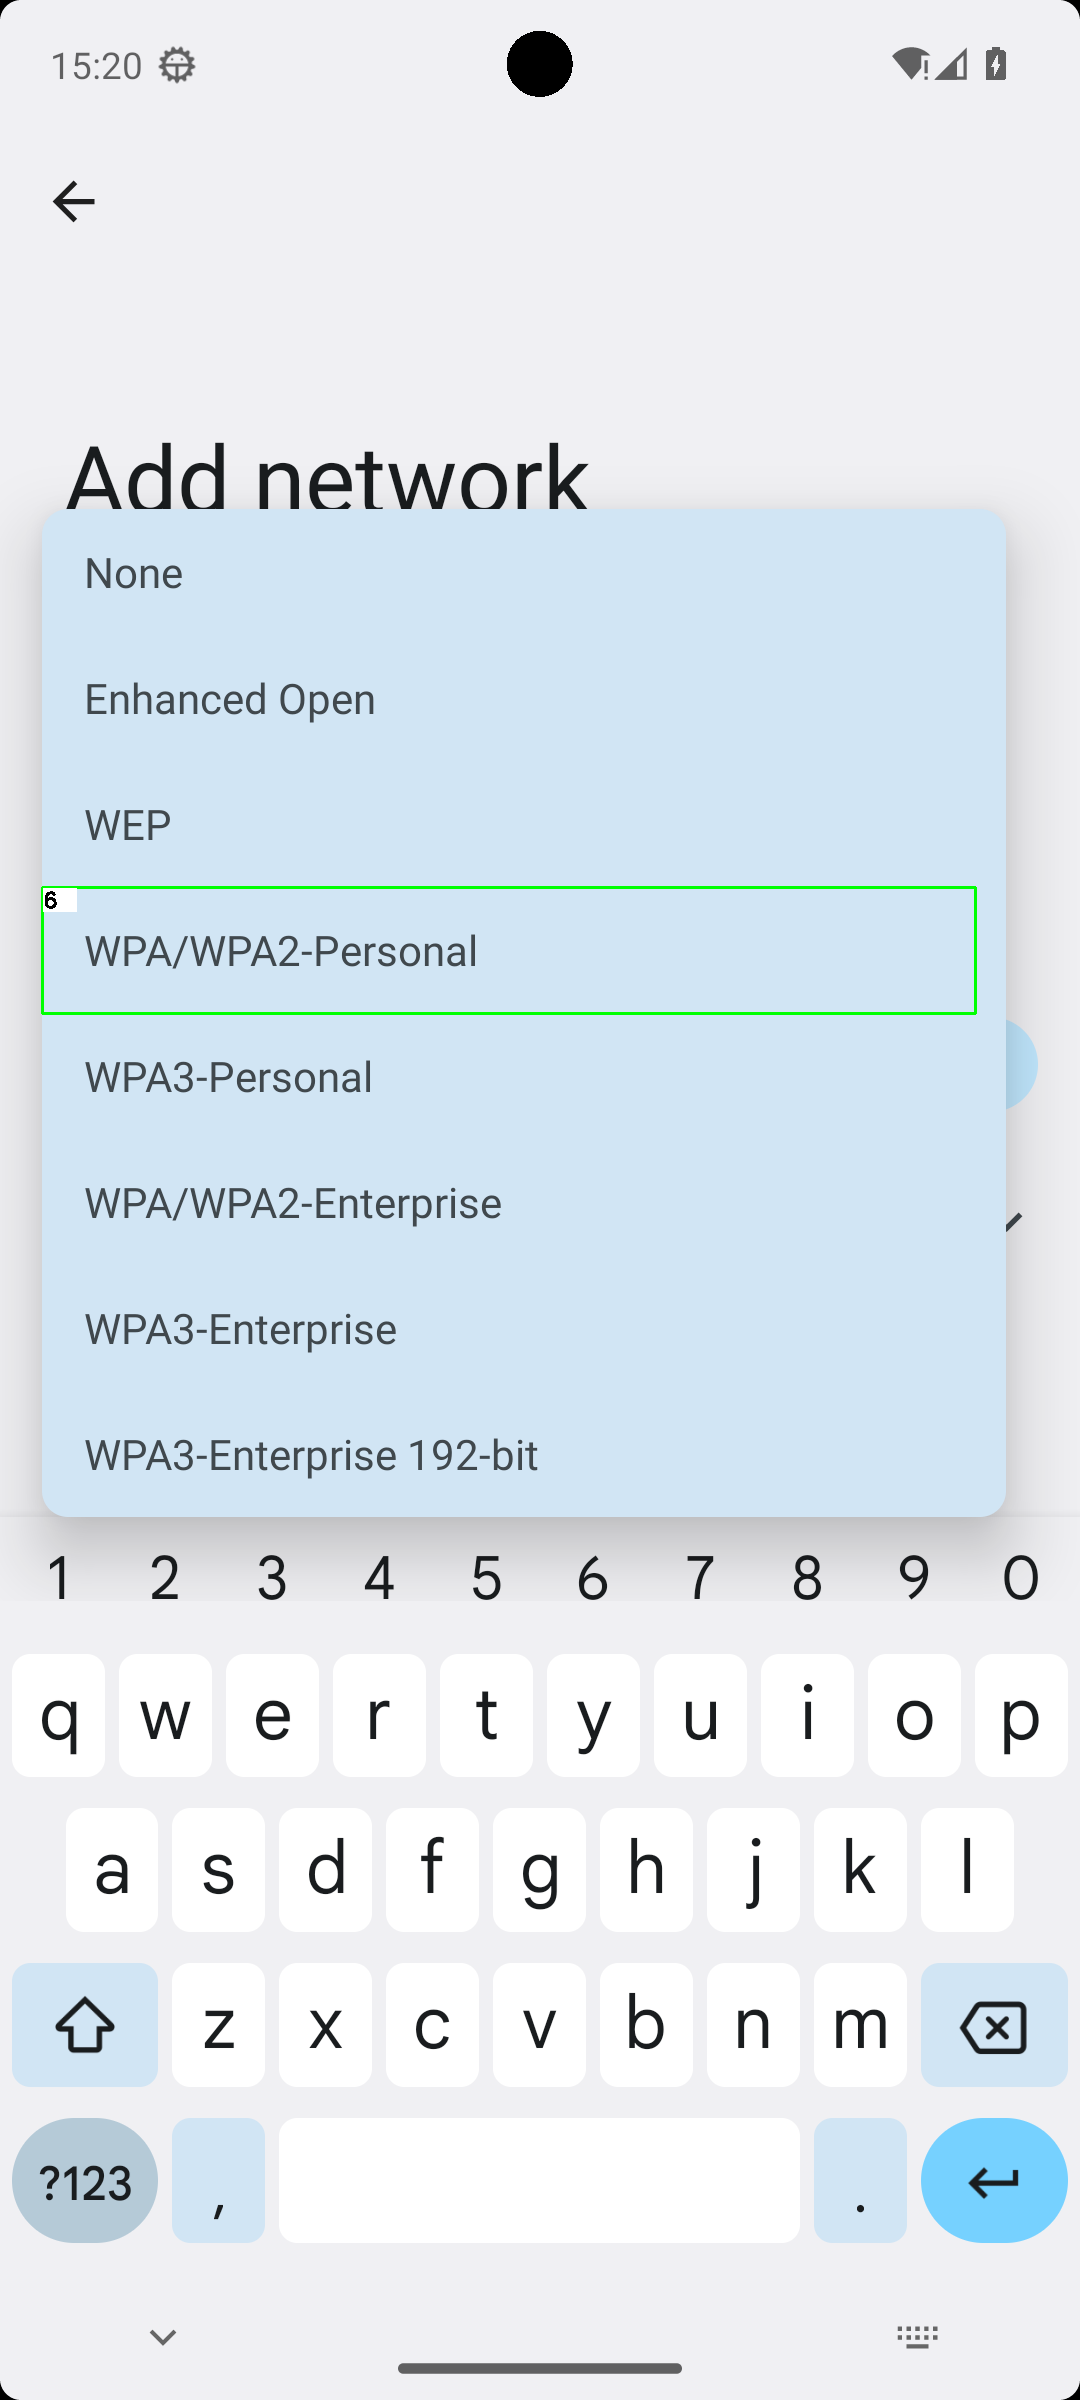 15:20
Add network
None
Enhanced Open
WEP
6
WPA/WPA2-Personal
WPA3-Personal
WPA/WPA2-Enterprise
WPA3-Enterprise
WPA3-Enterprise 192-bit
1 2 3 4 5 6 7 8 9 0
q w e r t y u i o p
a s d f g h j k l
z x c v b n m
?123 , .